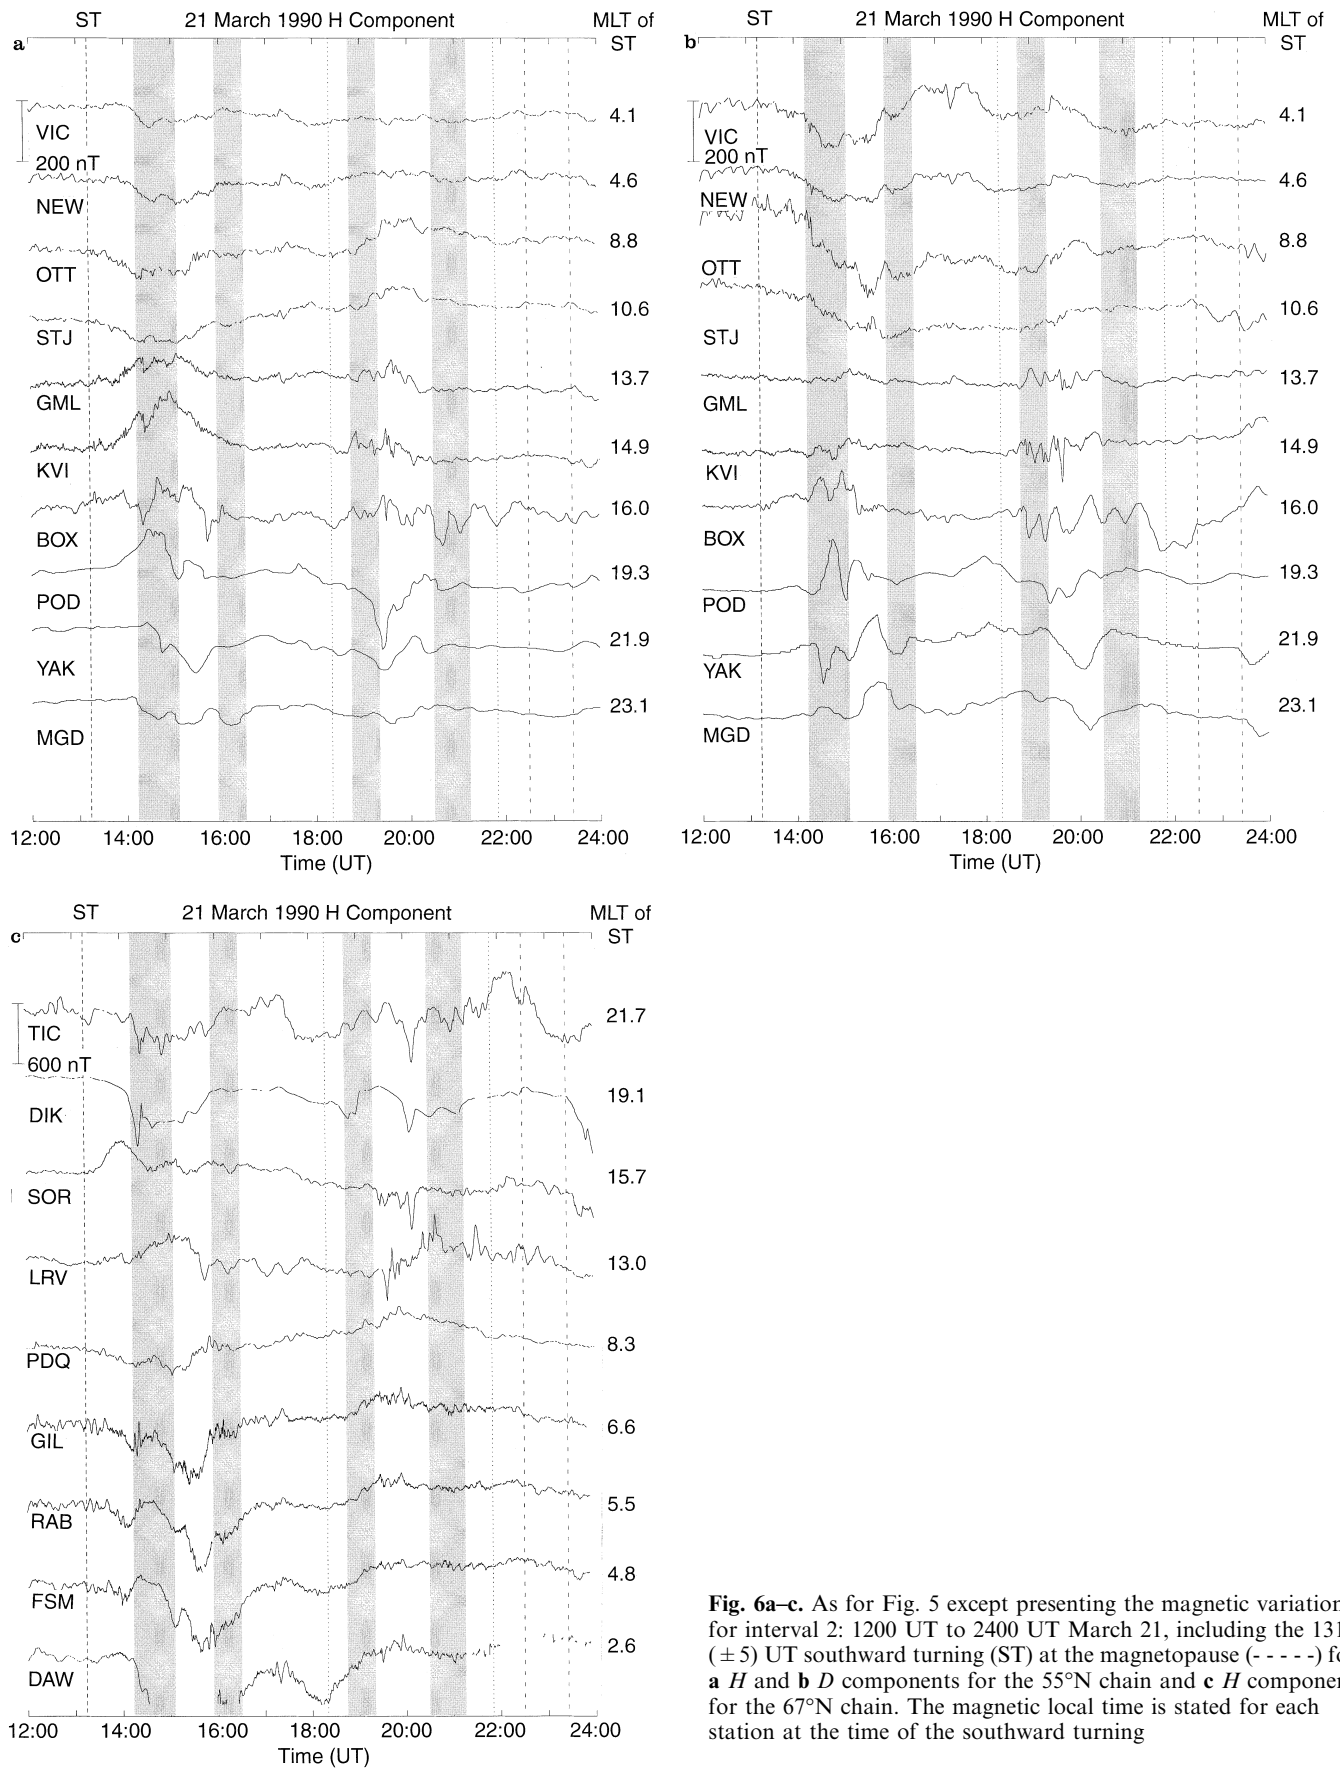 ST 21 March 1990 H Component MLT of
a ST
VIC 4.1
200 nT
NEW 4.6
OTT 8.8
STJ 10.6
GML 13.7
KVI 14.9
BOX 16.0
POD 19.3
YAK 21.9
MGD 23.1
12:00 14:00 16:00 18:00 20:00 22:00 24:00
Time (UT)
ST 21 March 1990 H Component MLT of
b ST
VIC 4.1
200 nT
NEW 4.6
OTT 8.8
STJ 10.6
GML 13.7
KVI 14.9
BOX 16.0
POD 19.3
YAK 21.9
MGD 23.1
12:00 14:00 16:00 18:00 20:00 22:00 24:00
Time (UT)
ST 21 March 1990 H Component MLT of
c ST
TIC 21.7
600 nT
DIK 19.1
SOR 15.7
LRV 13.0
PDQ 8.3
GIL 6.6
RAB 5.5
FSM 4.8
DAW 2.6
12:00 14:00 16:00 18:00 20:00 22:00 24:00
Time (UT)
Fig. 6a–c. As for Fig. 5 except presenting the magnetic variation
for interval 2: 1200 UT to 2400 UT March 21, including the 131
(±5) UT southward turning (ST) at the magnetopause (- - - - -) fo
a H and b D components for the 55°N chain and c H componen
for the 67°N chain. The magnetic local time is stated for each
station at the time of the southward turning